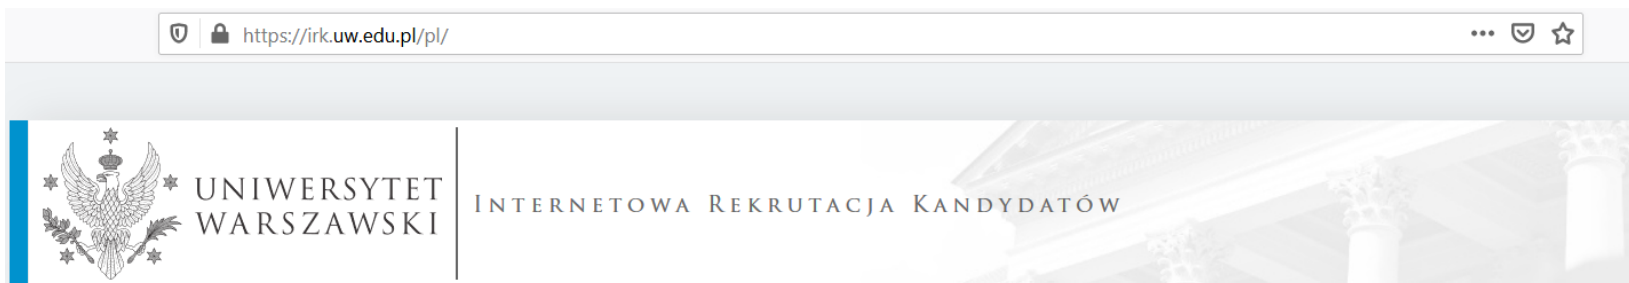 https://irk.uw.edu.pl/pl/
UNIWERSYTET
WARSZAWSKI
INTERNETOWA REKRUTACJA KANDYDATÓW